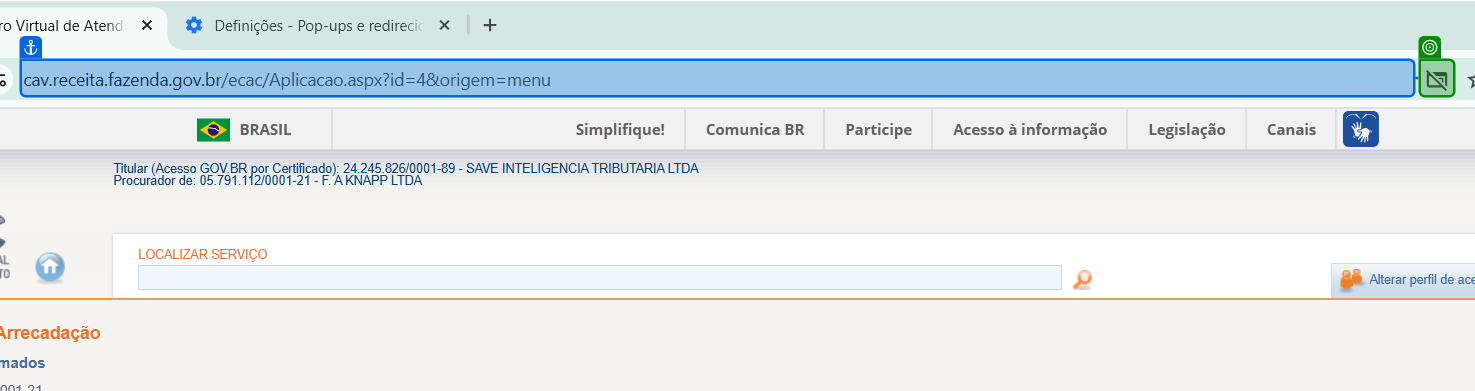 ro Virtual de Atend
Definições - Pop-ups e redireci
cav.receita.fazenda.gov.br/ecac/Aplicacao.aspx?id=4&origem=menu
BRASIL
Simplifique!
Comunica BR
Participe
Acesso à informação
Legislação
Canais
Titular (Acesso GOV.BR por Certificado): 24.245.826/0001-89 - SAVE INTELIGENCIA TRIBUTARIA LTDA
Procurador de: 05.791.112/0001-21 - F. A KNAPP LTDA
AL
TO
LOCALIZAR SERVIÇO
Alterar perfil de ace
Arrecadação
mados
001-21